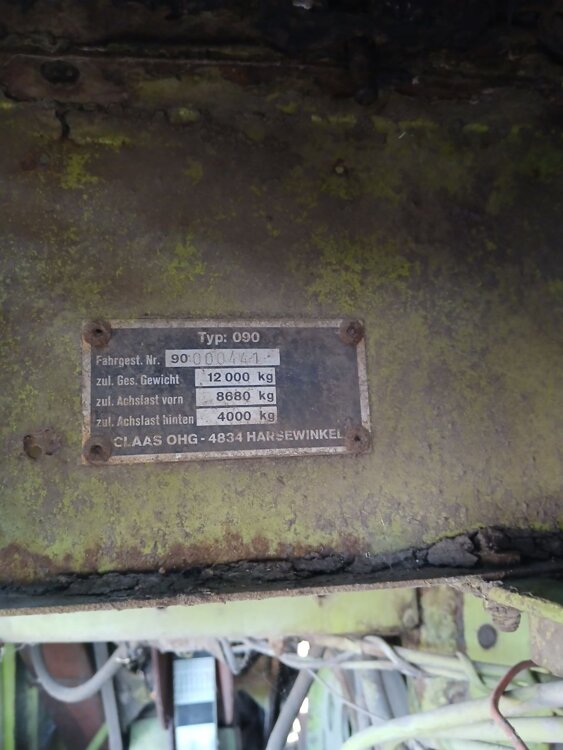 Typ: 090
Fahrgest. Nr. 90 000441
zul. Ges. Gewicht 12 000 kg
zul. Achslast vorn 8680 kg
zul. Achslast hinten 4000 kg
CLAAS OHG - 4834 HARSEWINKEL